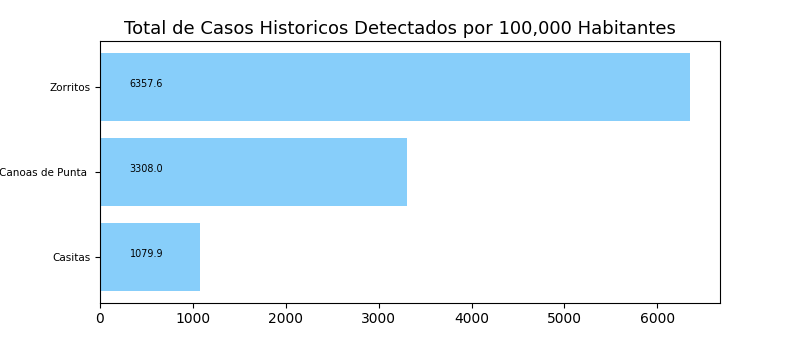 Total de Casos Historicos Detectados por 100,000 Habitantes
Zorritos
6357.6
Canoas de Punta
3308.0
Casitas
1079.9
0 1000 2000 3000 4000 5000 6000